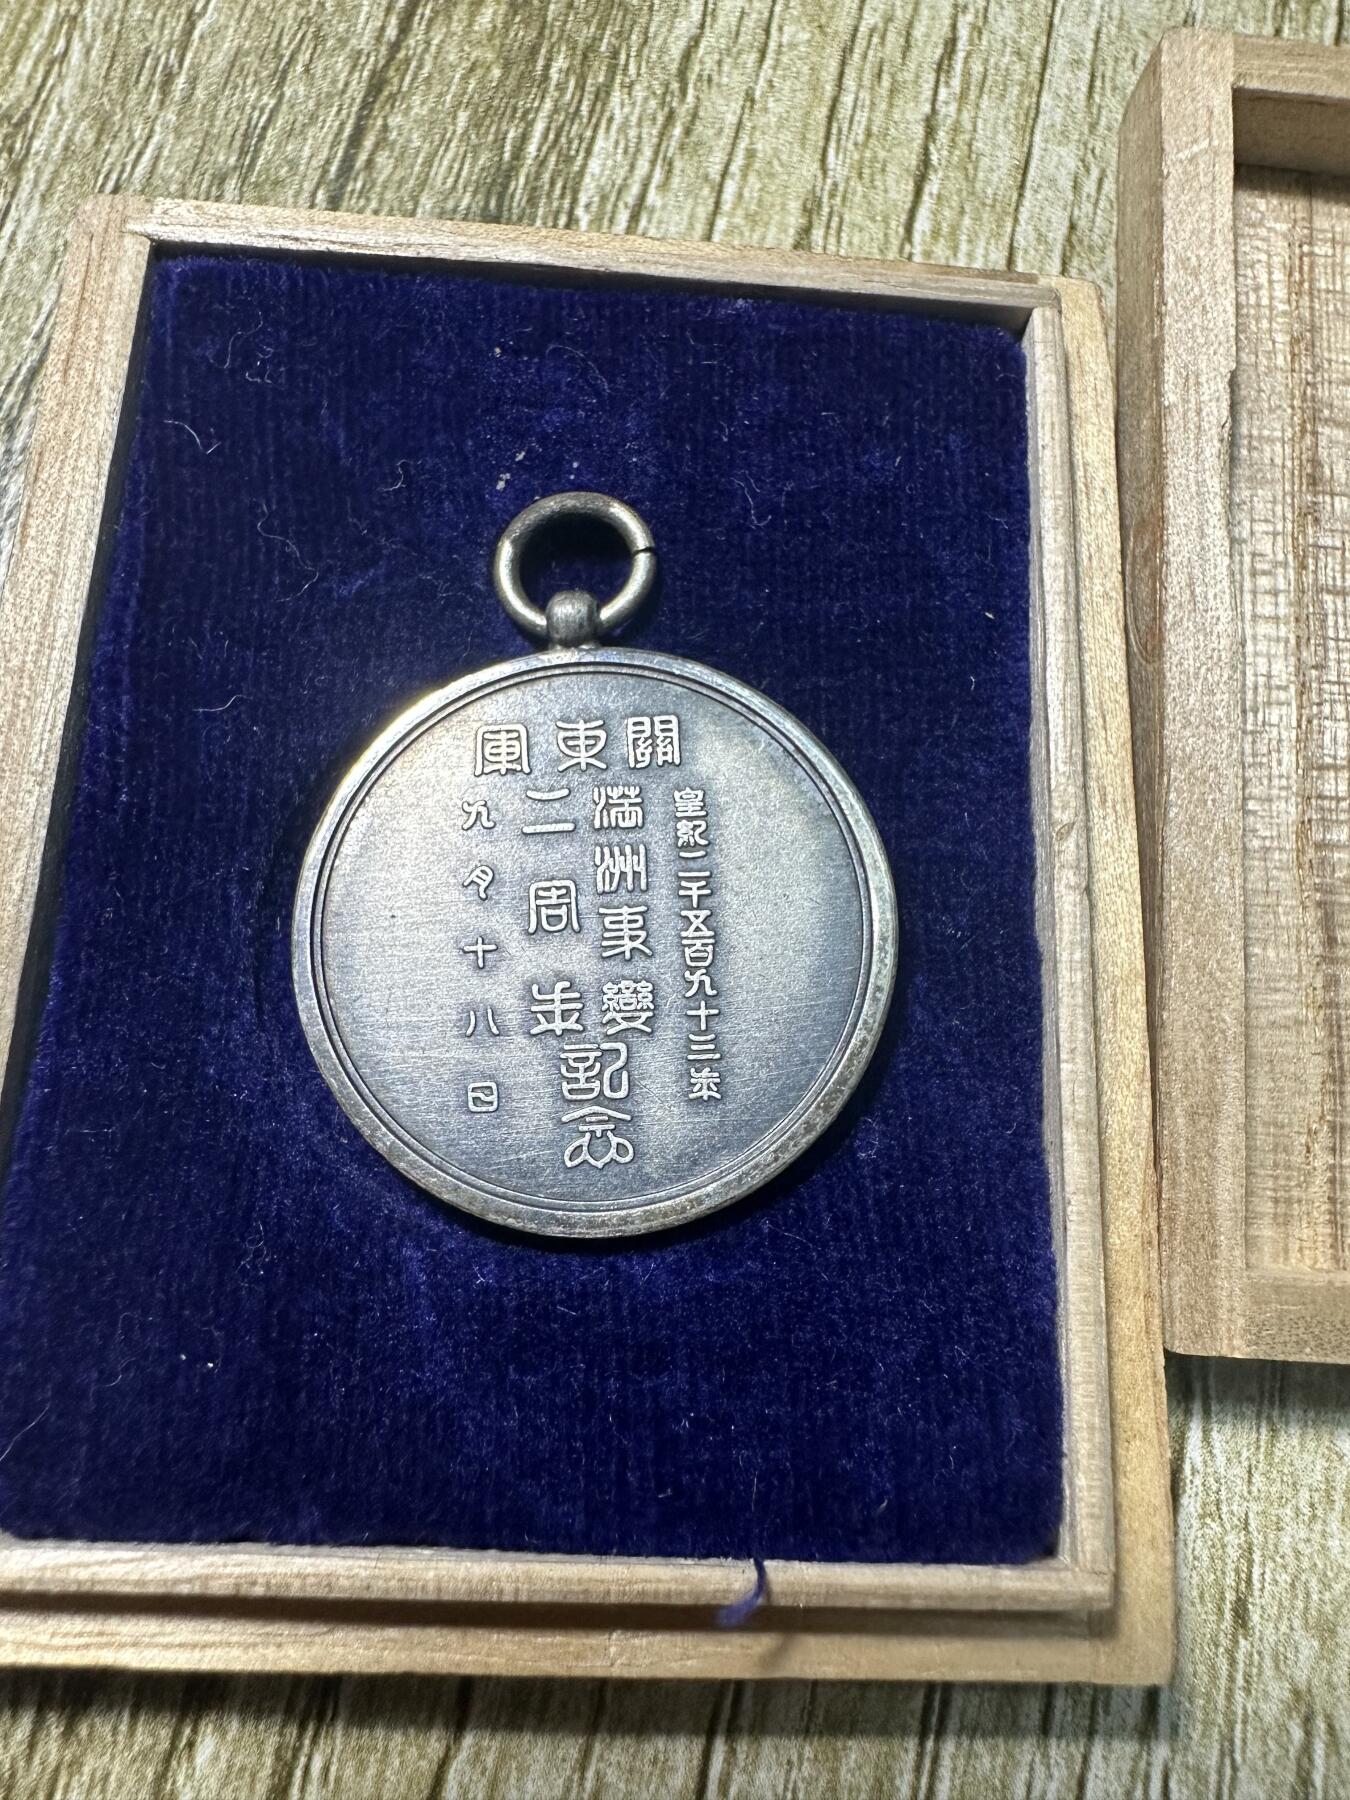 關東軍
皇紀二千五百九十三年
滿洲事變
二周年
記念
九月十八日